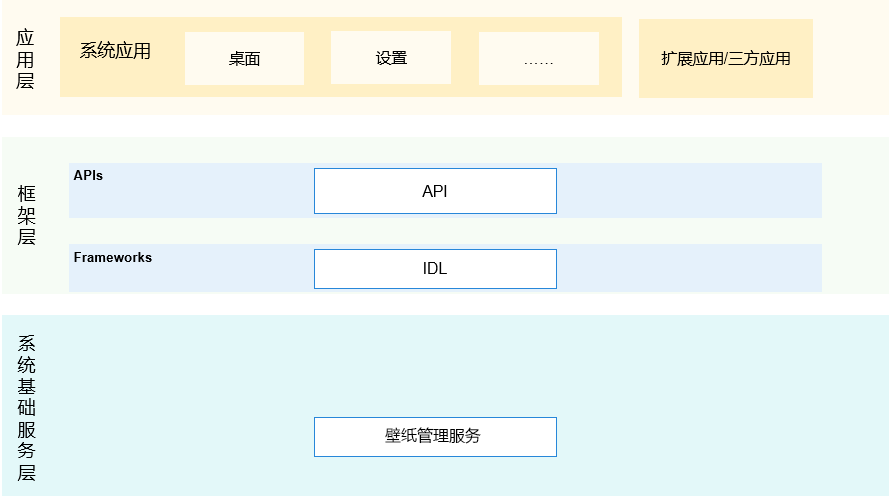 应用层
系统应用
桌面
设置
……
扩展应用/三方应用
框架层
APIs
API
Frameworks
IDL
系统基础服务层
壁纸管理服务